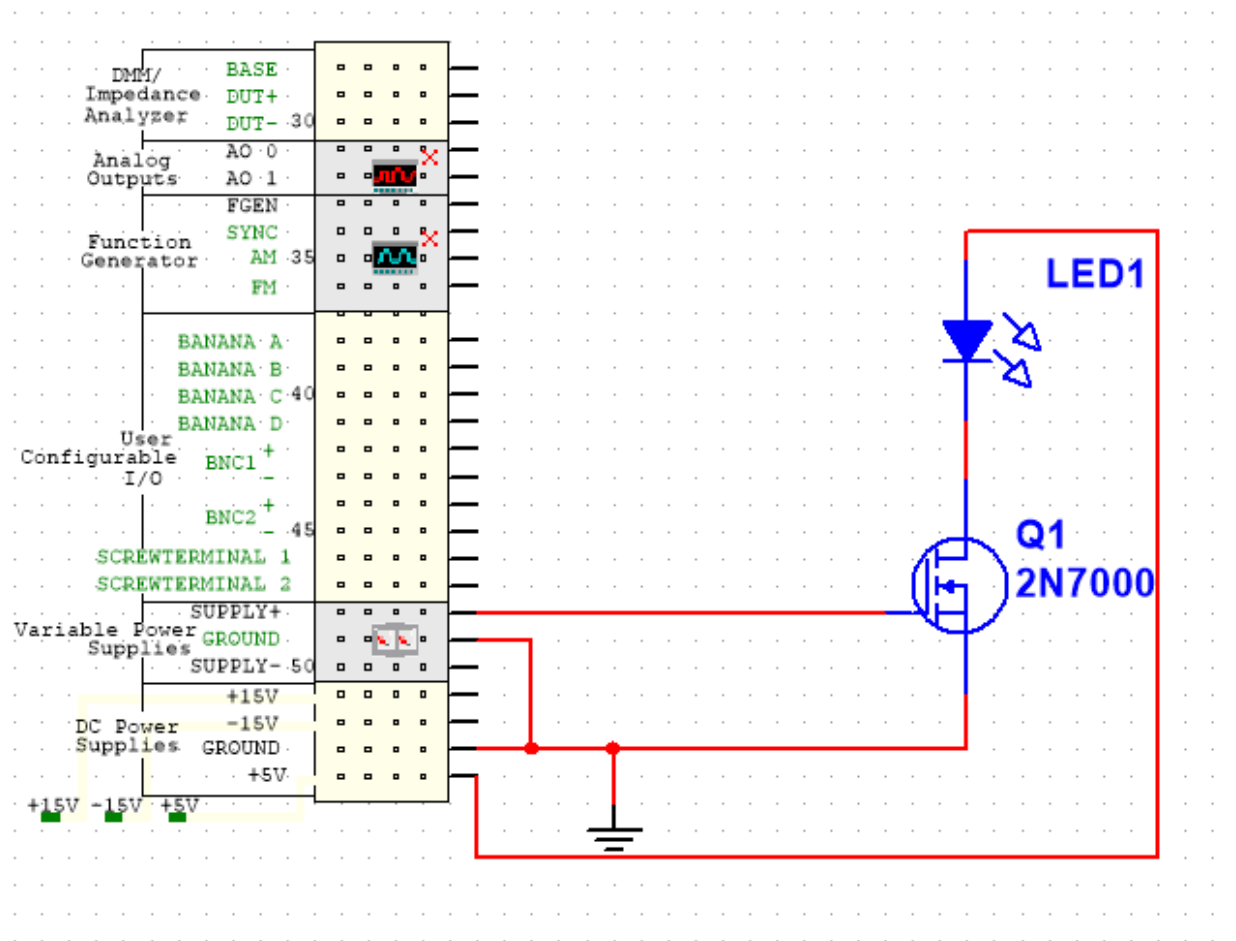 DMM/
Impedance
Analyzer
BASE
DUT+
DUT- 30
Analog
Outputs
AO 0
AO 1
Function
Generator
FGEN
SYNC
AM 35
FM
User
Configurable
I/O
BANANA A
BANANA B
BANANA C 40
BANANA D
BNC1 +
-
BNC2 +
- 45
SCREWTERMINAL 1
SCREWTERMINAL 2
Variable Power
Supplies
SUPPLY+
GROUND
SUPPLY- 50
DC Power
Supplies
+15V
-15V
GROUND
+5V
+15V -15V +5V
LED1
Q1
2N7000